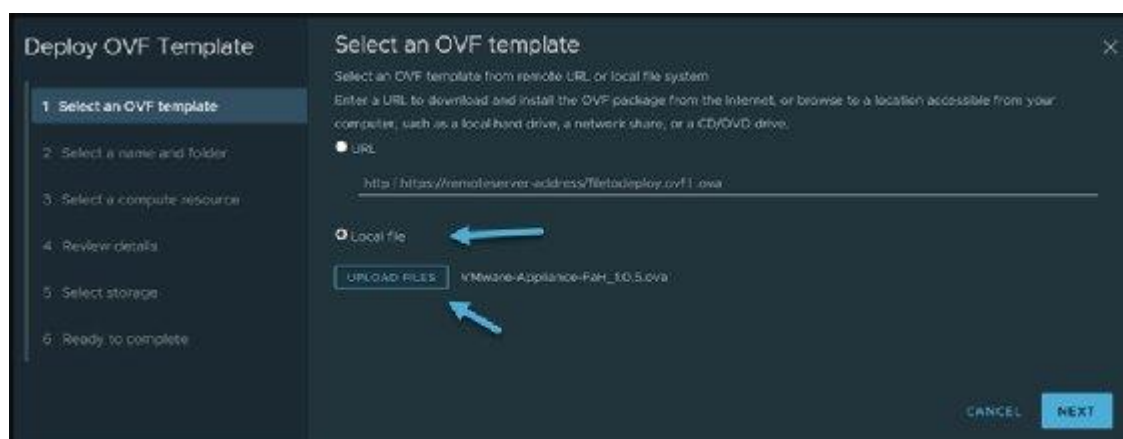 Deploy OVF Template
1 Select an OVF template
2 Select a name and folder
3 Select a compute resource
4 Review details
5 Select storage
6 Ready to complete
Select an OVF template
Select an OVF template from remote URL or local file system
Enter a URL to download and install the OVF package from the Internet, or browse to a location accessible from your
computer, such as a local hard drive, a network share, or a CD/DVD drive.
URL
http | https://remoteserver-address/filetodeploy.ovf | .ova
Local file
UPLOAD FILES VMware-Appliance-FaH_1.0.5.ova
CANCEL NEXT